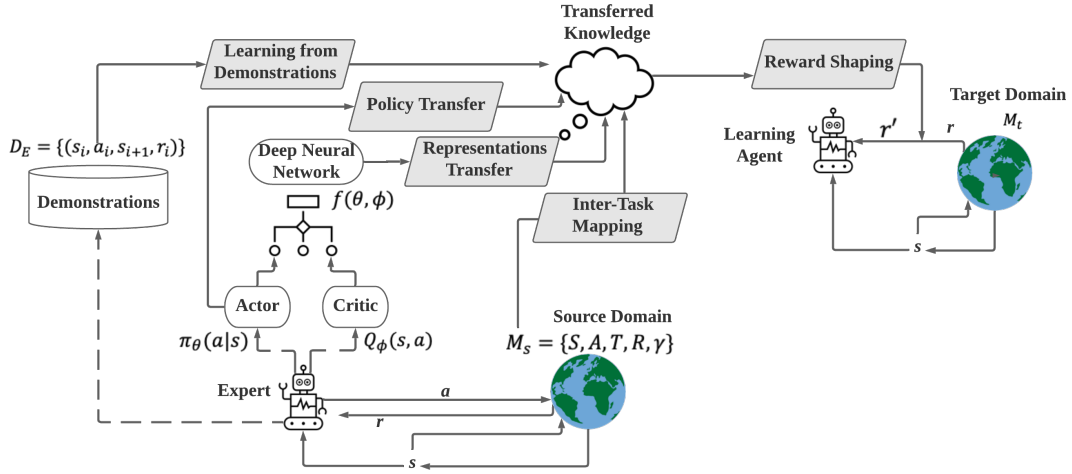 Transferred
Knowledge
Learning from
Demonstrations
Reward Shaping
Policy Transfer
Target Domain
M_t
r
r′
Learning
Agent
D_E = {(s_i, a_i, s_{i+1}, r_i)}
Deep Neural
Network
Representations
Transfer
Demonstrations
f(θ, ϕ)
Inter-Task
Mapping
s
Actor
Critic
Source Domain
π_θ(a|s)
Q_ϕ(s, a)
M_s = {S, A, T, R, γ}
Expert
a
r
s